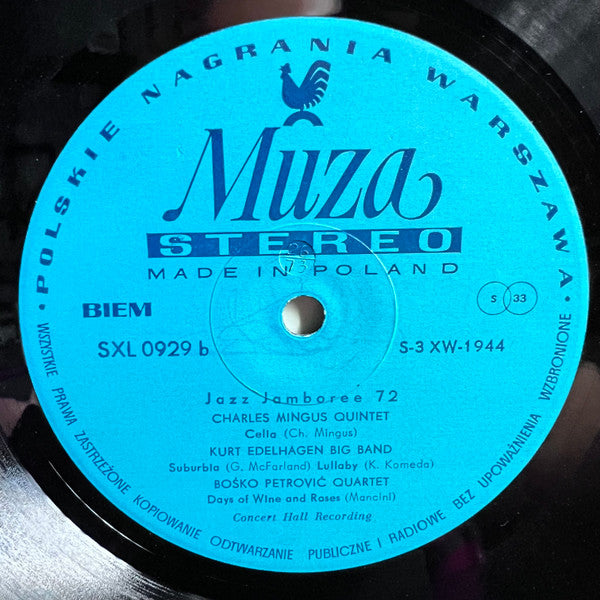 • POLSKIE NAGRANIA WARSZAWA •
Muza
STEREO
MADE IN POLAND
BIEM
S 33
SXL 0929 b
S-3 XW-1944
Jazz Jamboree 72
CHARLES MINGUS QUINTET
Celia (Ch. Mingus)
KURT EDELHAGEN BIG BAND
Suburbia (G. McFarland) Lullaby (K. Komeda)
BOŚKO PETROVIĆ QUARTET
Days of Wine and Roses (Mancini)
Concert Hall Recording
WSZYSTKIE PRAWA ZASTRZEŻONE KOPIOWANIE ODTWARZANIE PUBLICZNE I RADIOWE BEZ UPOWAŻNIENIA WZBRONIONE